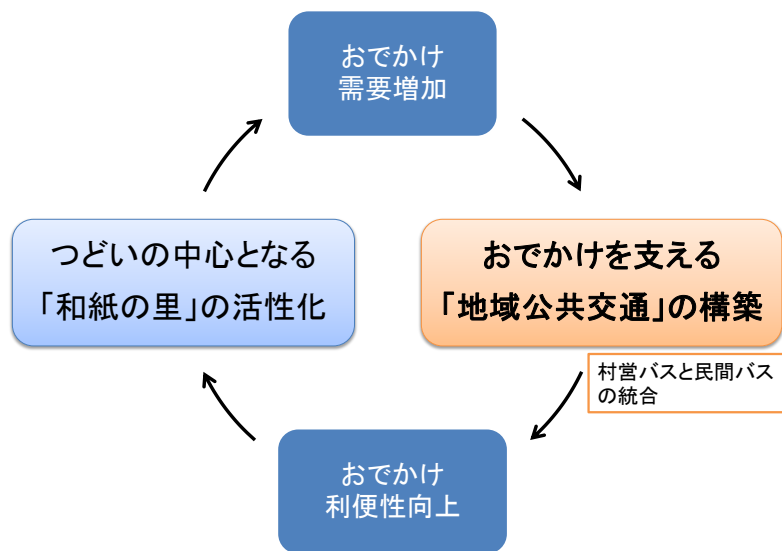 おでかけ
需要増加
つどいの中心となる
「和紙の里」の活性化
おでかけを支える
「地域公共交通」の構築
村営バスと民間バス
の統合
おでかけ
利便性向上